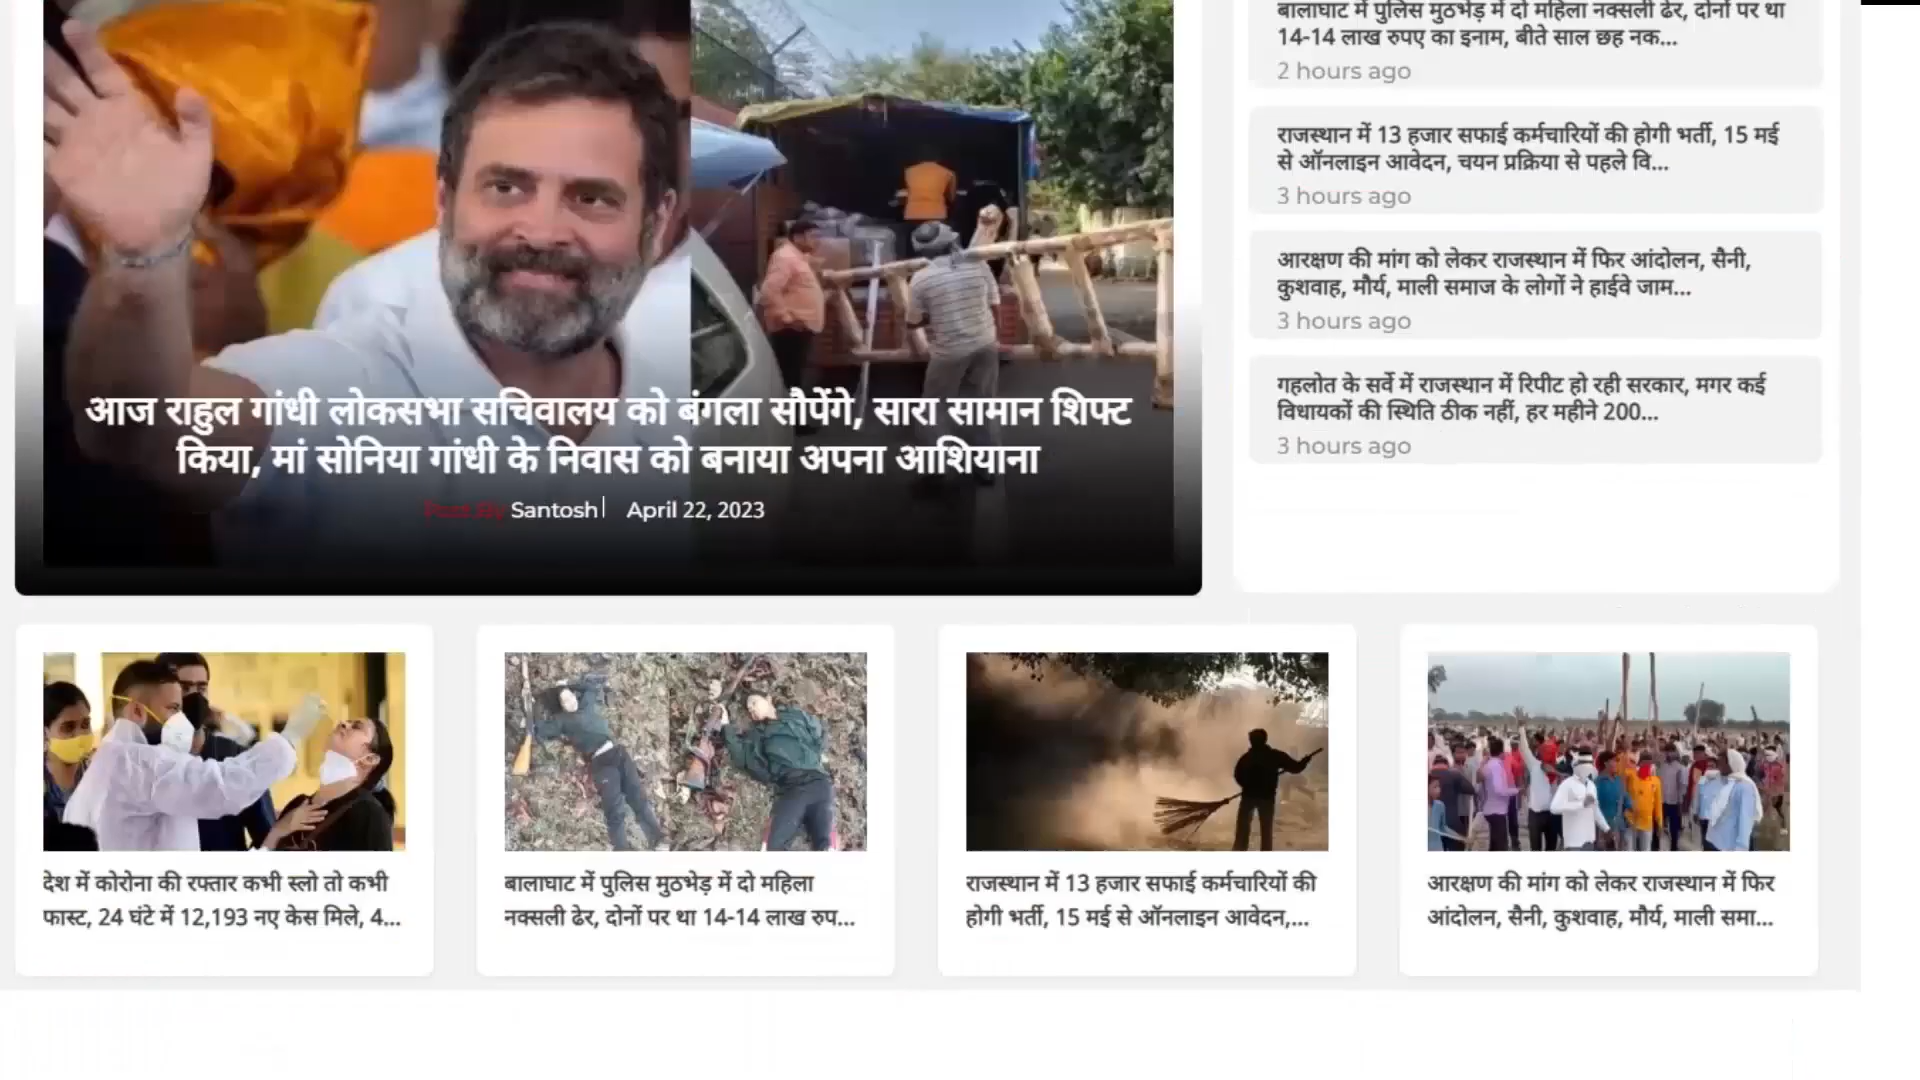 आज राहुल गांधी लोकसभा सचिवालय को बंगला सौपेंगे, सारा सामान शिफ्ट
किया, मां सोनिया गांधी के निवास को बनाया अपना आशियाना
Post By Santosh | April 22, 2023
बालाघाट में पुलिस मुठभेड़ में दो महिला नक्सली ढेर, दोनों पर था
14-14 लाख रुपए का इनाम, बीते साल छह नक...
2 hours ago
राजस्थान में 13 हजार सफाई कर्मचारियों की होगी भर्ती, 15 मई
से ऑनलाइन आवेदन, चयन प्रक्रिया से पहले वि...
3 hours ago
आरक्षण की मांग को लेकर राजस्थान में फिर आंदोलन, सैनी,
कुशवाह, मौर्य, माली समाज के लोगों ने हाईवे जाम...
3 hours ago
गहलोत के सर्वे में राजस्थान में रिपीट हो रही सरकार, मगर कई
विधायकों की स्थिति ठीक नहीं, हर महीने 200...
3 hours ago
देश में कोरोना की रफ्तार कभी स्लो तो कभी
फास्ट, 24 घंटे में 12,193 नए केस मिले, 4...
बालाघाट में पुलिस मुठभेड़ में दो महिला
नक्सली ढेर, दोनों पर था 14-14 लाख रुप...
राजस्थान में 13 हजार सफाई कर्मचारियों की
होगी भर्ती, 15 मई से ऑनलाइन आवेदन,...
आरक्षण की मांग को लेकर राजस्थान में फिर
आंदोलन, सैनी, कुशवाह, मौर्य, माली समा...